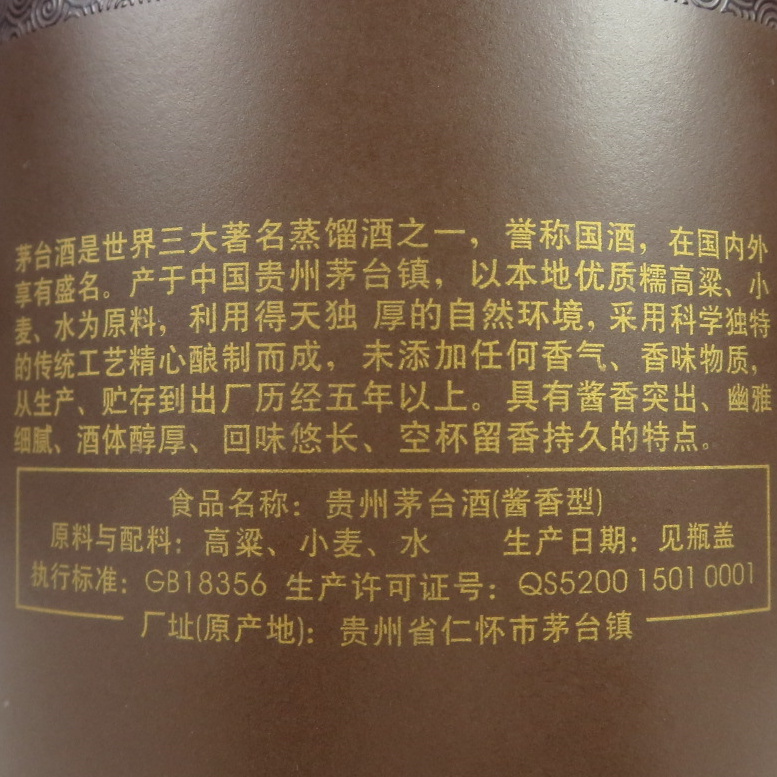 茅台酒是世界三大著名蒸馏酒之一，誉称国酒，在国内外
享有盛名。产于中国贵州茅台镇，以本地优质糯高粱、小
麦、水为原料，利用得天独 厚的自然环境，采用科学独特
的传统工艺精心酿制而成，未添加任何香气、香味物质，
从生产、贮存到出厂历经五年以上。具有酱香突出、幽雅
细腻、酒体醇厚、回味悠长、空杯留香持久的特点。
食品名称：贵州茅台酒(酱香型)
原料与配料：高粱、小麦、水 生产日期：见瓶盖
执行标准：GB18356 生产许可证号：QS5200 1501 0001
厂址(原产地)：贵州省仁怀市茅台镇